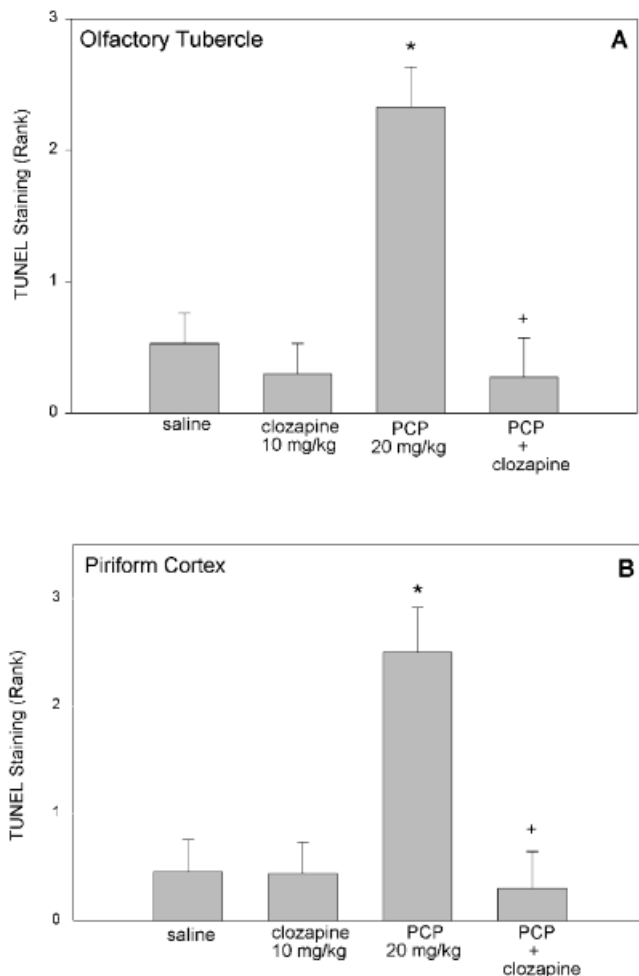 3
Olfactory Tubercle
A
*
2
TUNEL Staining (Rank)
1
+
0
saline
clozapine
10 mg/kg
PCP
20 mg/kg
PCP
+
clozapine
Piriform Cortex
B
3
*
2
TUNEL Staining (Rank)
1
+
0
saline
clozapine
10 mg/kg
PCP
20 mg/kg
PCP
+
clozapine